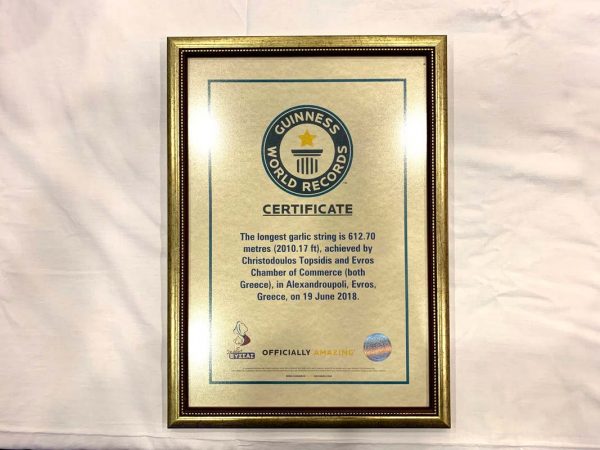 GUINNESS
WORLD RECORDS
CERTIFICATE
The longest garlic string is 612.70
metres (2010.17 ft), achieved by
Christodoulos Topsidis and Evros
Chamber of Commerce (both
Greece), in Alexandroupoli, Evros,
Greece, on 19 June 2018.
ΒΥΣΣΑΣ
OFFICIALLY AMAZING